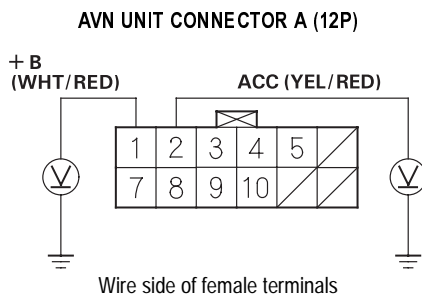 AVN UNIT CONNECTOR A (12P)
+ B
(WHT/RED)
ACC (YEL/RED)
1 2 3 4 5
V V
7 8 9 10
Wire side of female terminals